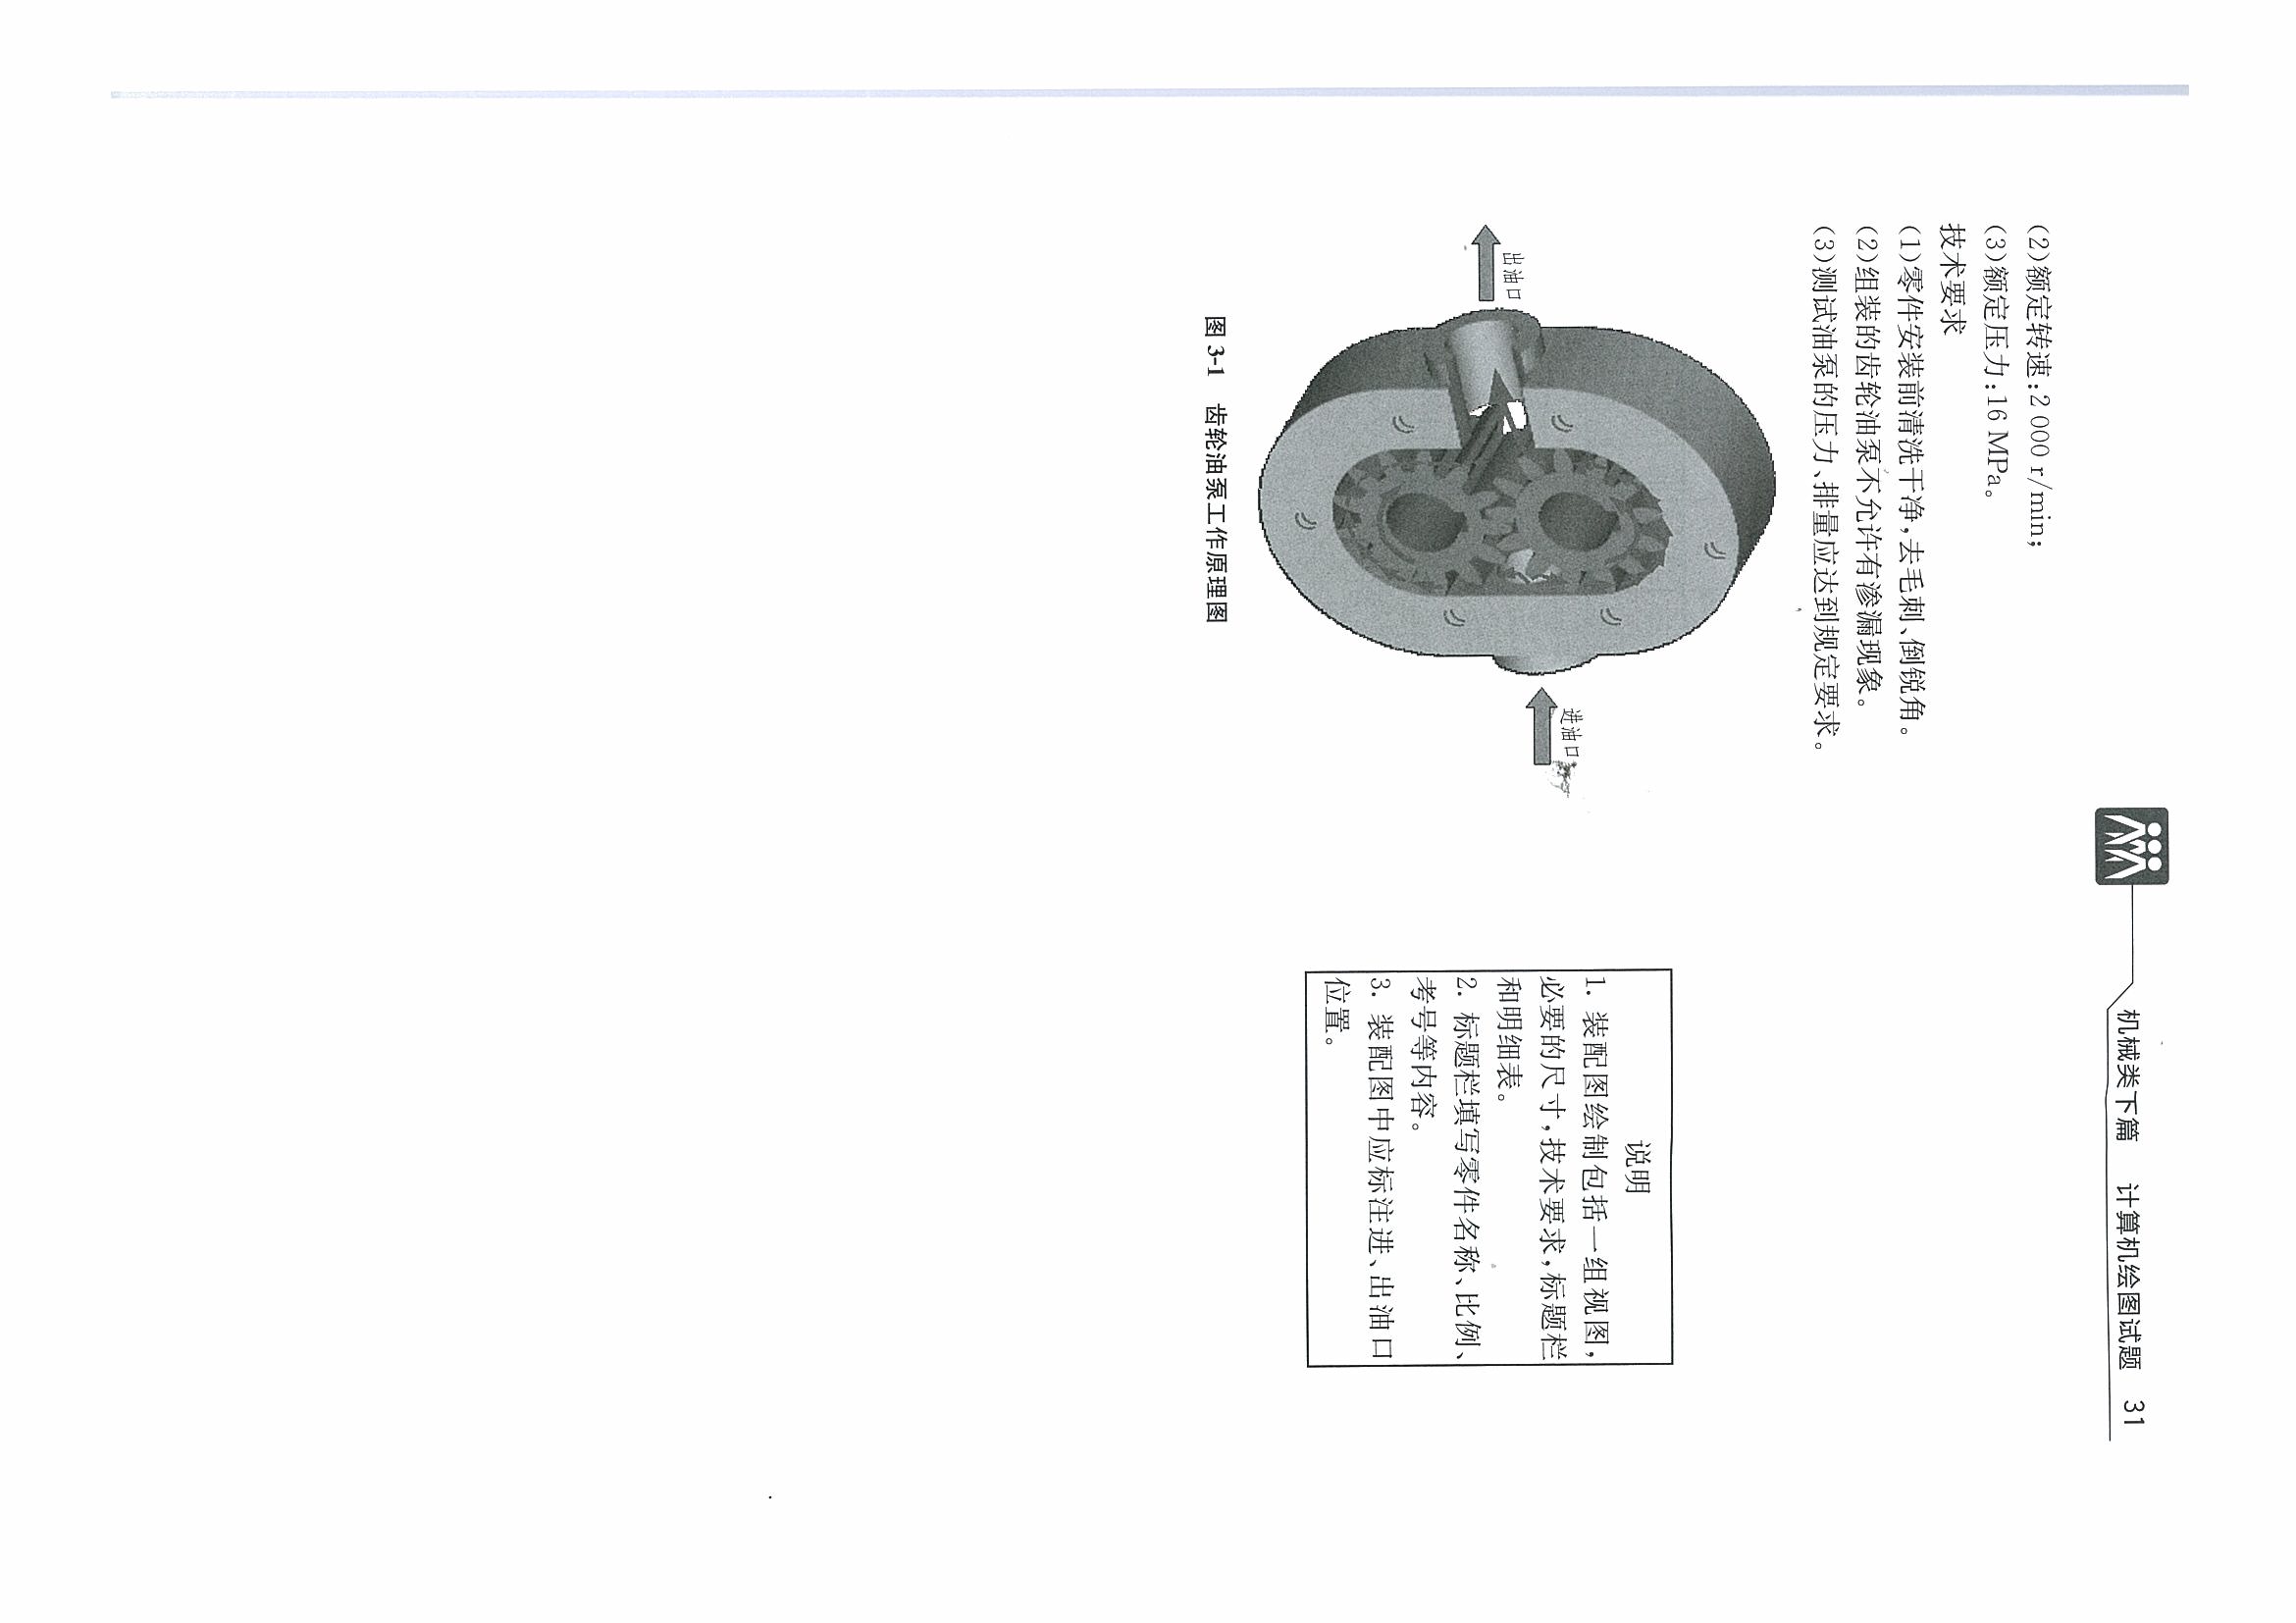 机械类下篇 计算机绘图试题 31
(2)额定转速:2 000 r/min;
(3)额定压力:16 MPa。
技术要求
(1)零件安装前清洗干净,去毛刺、倒锐角。
(2)组装的齿轮油泵不允许有渗漏现象。
(3)测试油泵的压力、排量应达到规定要求。
出油口
进油口
图 3-1 齿轮油泵工作原理图
说明
1. 装配图绘制包括一组视图,
必要的尺寸,技术要求,标题栏
和明细表。
2. 标题栏填写零件名称、比例、
考号等内容。
3. 装配图中应标注进、出油口
位置。